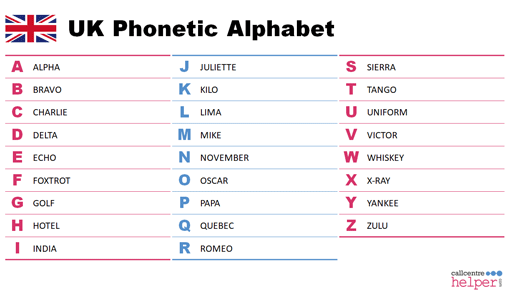 UK Phonetic Alphabet
A ALPHA
B BRAVO
C CHARLIE
D DELTA
E ECHO
F FOXTROT
G GOLF
H HOTEL
I INDIA
J JULIETTE
K KILO
L LIMA
M MIKE
N NOVEMBER
O OSCAR
P PAPA
Q QUEBEC
R ROMEO
S SIERRA
T TANGO
U UNIFORM
V VICTOR
W WHISKEY
X X-RAY
Y YANKEE
Z ZULU
callcentre
helper